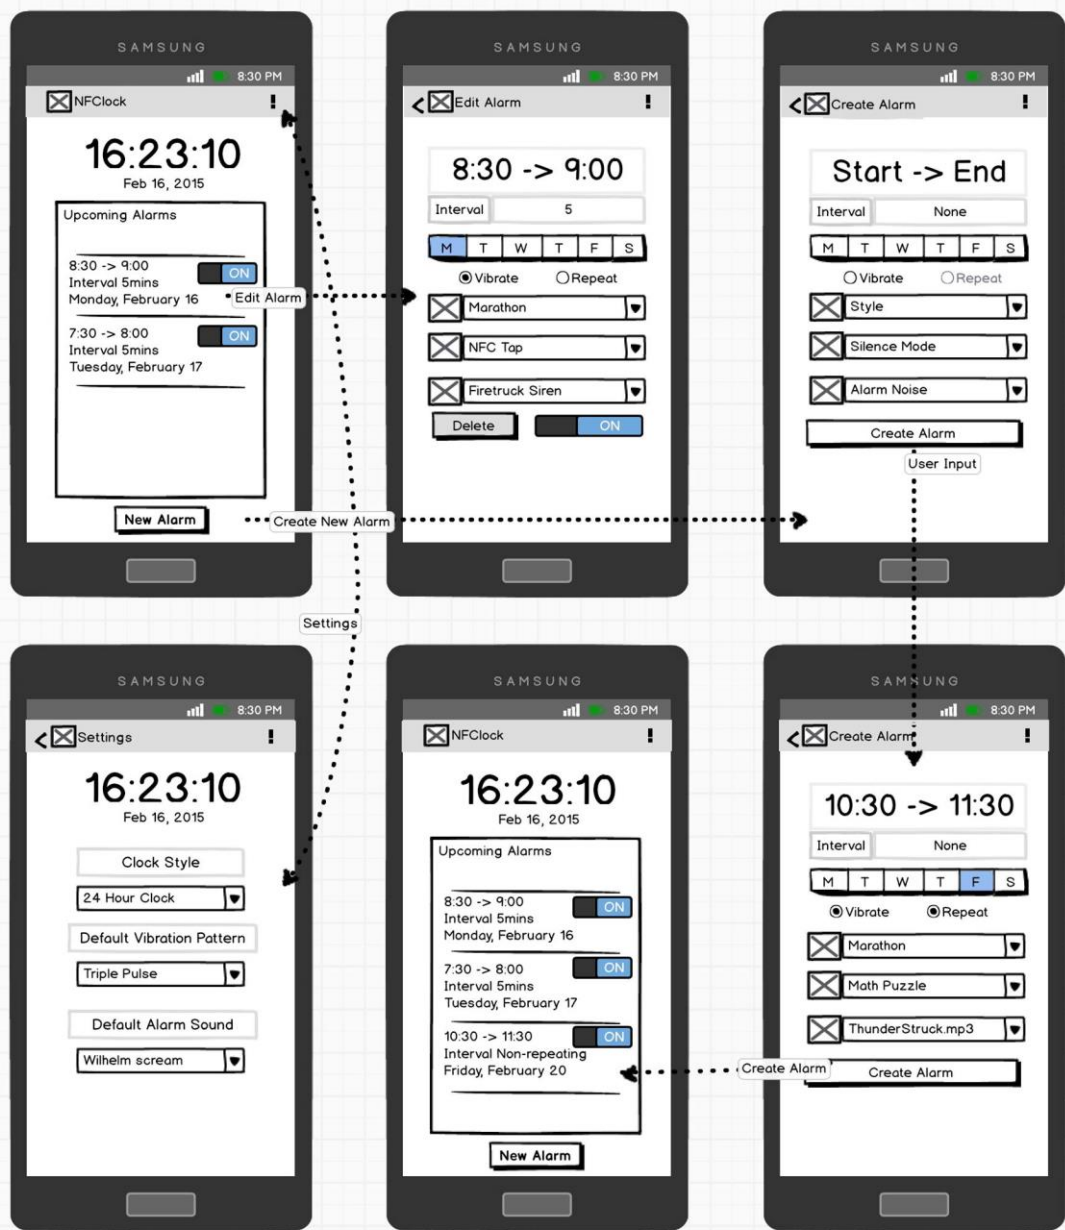 SAMSUNG
8:30 PM
NFClock
!
16:23:10
Feb 16, 2015
Upcoming Alarms
8:30 -> 9:00
ON
Interval 5mins
Monday, February 16
7:30 -> 8:00
ON
Interval 5mins
Tuesday, February 17
New Alarm
Edit Alarm
Create New Alarm
Settings
SAMSUNG
8:30 PM
< Edit Alarm
!
8:30 -> 9:00
Interval 5
M T W T F S
Vibrate Repeat
Marathon
NFC Tap
Firetruck Siren
Delete ON
SAMSUNG
8:30 PM
< Create Alarm
!
Start -> End
Interval None
M T W T F S
Vibrate Repeat
Style
Silence Mode
Alarm Noise
Create Alarm
User Input
SAMSUNG
8:30 PM
< Settings
!
16:23:10
Feb 16, 2015
Clock Style
24 Hour Clock
Default Vibration Pattern
Triple Pulse
Default Alarm Sound
Wilhelm scream
SAMSUNG
8:30 PM
NFClock
!
16:23:10
Feb 16, 2015
Upcoming Alarms
8:30 -> 9:00
ON
Interval 5mins
Monday, February 16
7:30 -> 8:00
ON
Interval 5mins
Tuesday, February 17
10:30 -> 11:30
ON
Interval Non-repeating
Friday, February 20
New Alarm
SAMSUNG
8:30 PM
< Create Alarm
!
10:30 -> 11:30
Interval None
M T W T F S
Vibrate Repeat
Marathon
Math Puzzle
ThunderStruck.mp3
Create Alarm
Create Alarm